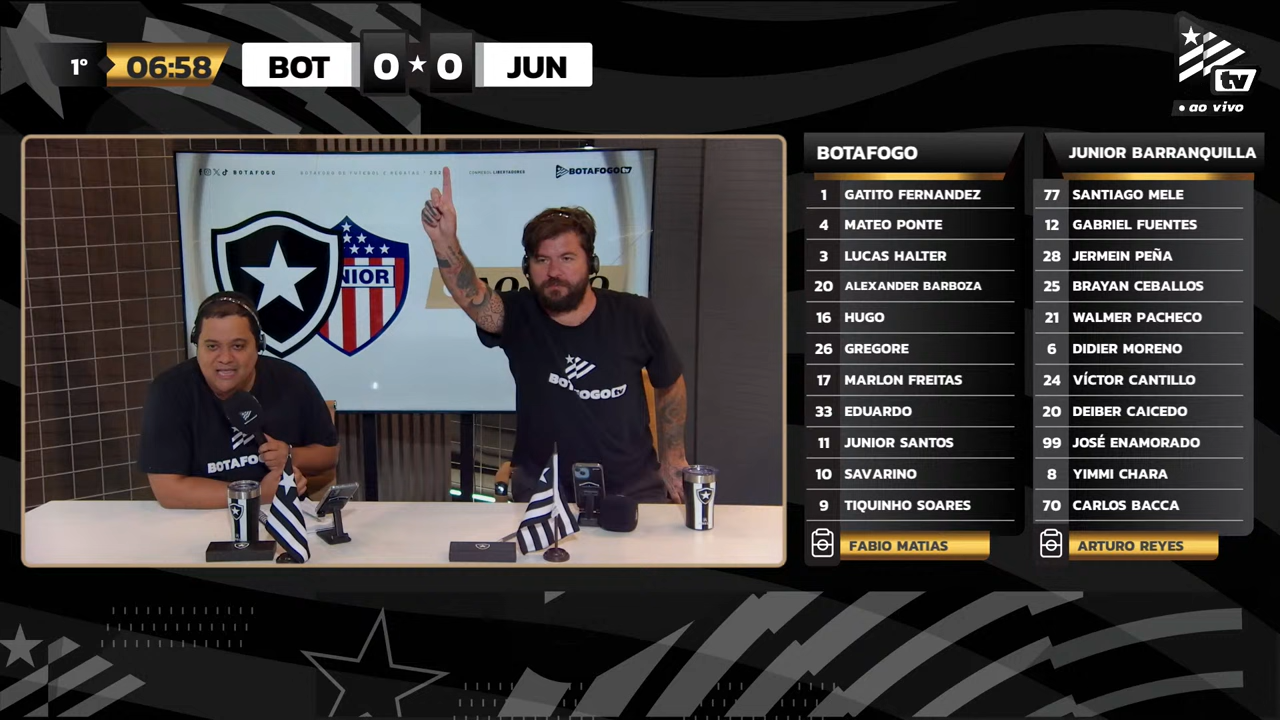 1° 06:58 BOT 0 0 JUN
tv
• ao vivo
BOTAFOGO
1 GATITO FERNANDEZ
4 MATEO PONTE
3 LUCAS HALTER
20 ALEXANDER BARBOZA
16 HUGO
26 GREGORE
17 MARLON FREITAS
33 EDUARDO
11 JUNIOR SANTOS
10 SAVARINO
9 TIQUINHO SOARES
FABIO MATIAS
JUNIOR BARRANQUILLA
77 SANTIAGO MELE
12 GABRIEL FUENTES
28 JERMEIN PEÑA
25 BRAYAN CEBALLOS
21 WALMER PACHECO
6 DIDIER MORENO
24 VÍCTOR CANTILLO
20 DEIBER CAICEDO
99 JOSÉ ENAMORADO
8 YIMMI CHARA
70 CARLOS BACCA
ARTURO REYES
BOTAFOGO
BOTAFOGO tv
NIOR
BOTAFO